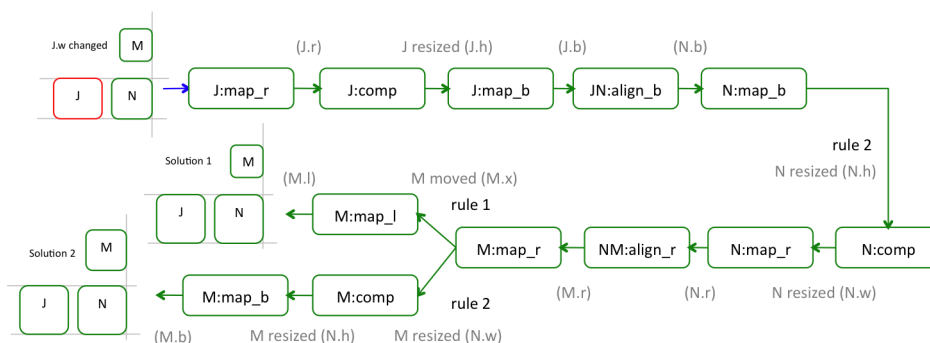 J.w changed
M
J
N
(J.r)
J resized (J.h)
(J.b)
(N.b)
J:map_r
J:comp
J:map_b
JN:align_b
N:map_b
rule 2
N resized (N.h)
Solution 1
M
J
N
(M.l)
M moved (M.x)
M:map_l
rule 1
M:map_r
NM:align_r
N:map_r
N:comp
(M.r)
(N.r)
N resized (N.w)
Solution 2
M
J
N
M:map_b
M:comp
rule 2
(M.b)
M resized (N.h)
M resized (N.w)